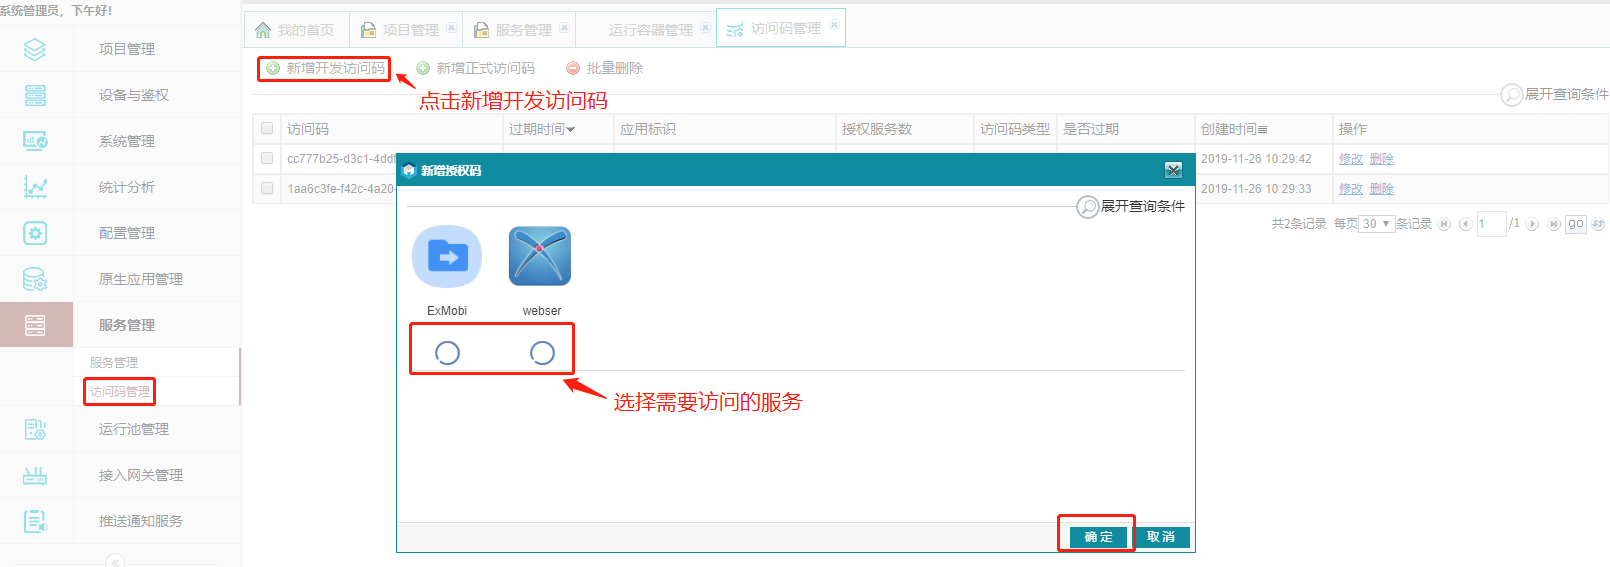 系统管理员，下午好！
我的首页 项目管理 服务管理 运行容器管理 访问码管理
项目管理
设备与鉴权
系统管理
统计分析
配置管理
原生应用管理
服务管理
服务管理
访问码管理
运行池管理
接入网关管理
推送通知服务
新增开发访问码 新增正式访问码 批量删除
点击新增开发访问码
展开查询条件
访问码 过期时间 应用标识 授权服务数 访问码类型 是否过期 创建时间 操作
cc777b25-d3c1-4ddf 2019-11-26 10:29:42 修改 删除
1aa6c3fe-f42c-4a20- 2019-11-26 10:29:33 修改 删除
共2条记录 每页 30 条记录 1 /1 go
新增授权码
展开查询条件
ExMobi webser
选择需要访问的服务
确定 取消